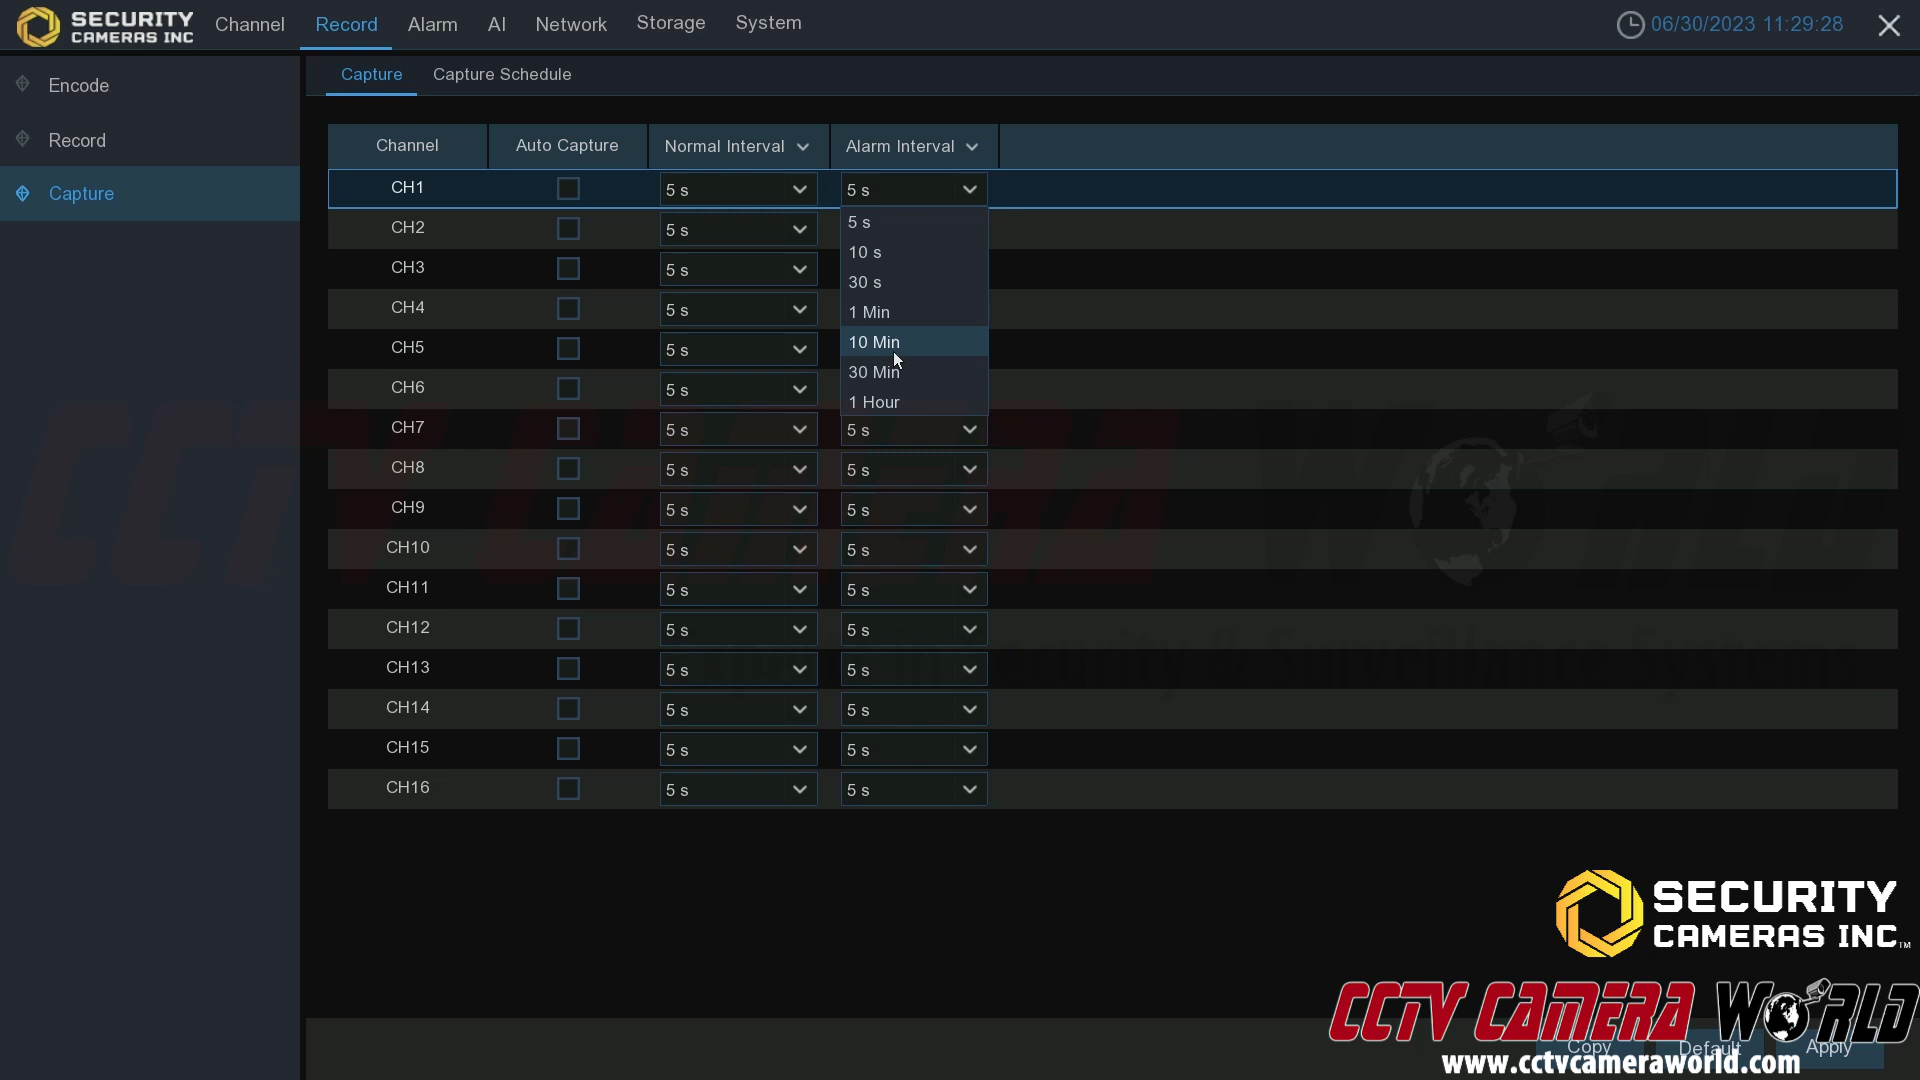 SECURITY CAMERAS INC Channel Record Alarm AI Network Storage System 06/30/2023 11:29:28
Encode
Record
Capture
Capture Capture Schedule
Channel Auto Capture Normal Interval Alarm Interval
CH1 5 s 5 s
5 s
10 s
30 s
1 Min
10 Min
30 Min
1 Hour
CH2 5 s
CH3 5 s
CH4 5 s
CH5 5 s
CH6 5 s
CH7 5 s 5 s
CH8 5 s 5 s
CH9 5 s 5 s
CH10 5 s 5 s
CH11 5 s 5 s
CH12 5 s 5 s
CH13 5 s 5 s
CH14 5 s 5 s
CH15 5 s 5 s
CH16 5 s 5 s
CCTV CAMERA WORLD
SECURITY
CAMERAS INC™
CCTV CAMERA WORLD
Copy Default Apply
www.cctvcameraworld.com